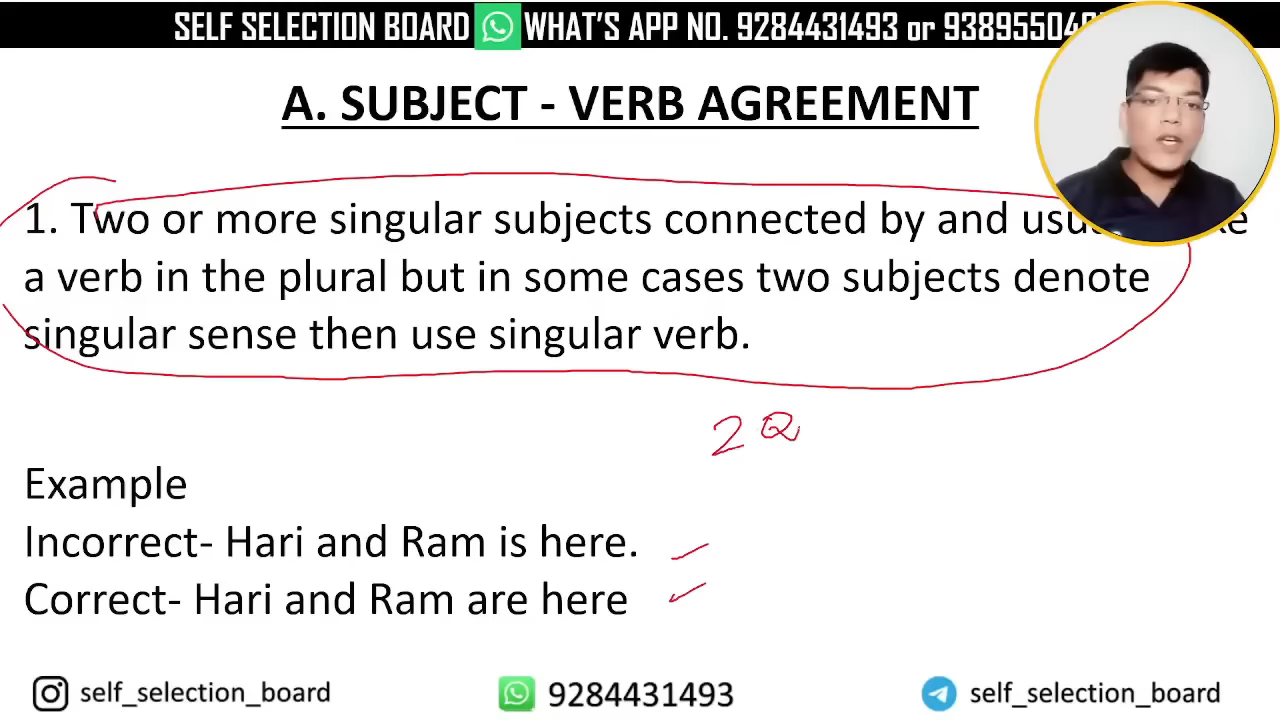 SELF SELECTION BOARD WHAT'S APP NO. 9284431493 or
A. SUBJECT - VERB AGREEMENT
1. Two or more singular subjects connected by and
a verb in the plural but in some cases two subjects denote
singular sense then use singular verb.
2 Q
Example
Incorrect- Hari and Ram is here.
Correct- Hari and Ram are here
self_selection_board 9284431493 self_selection_board